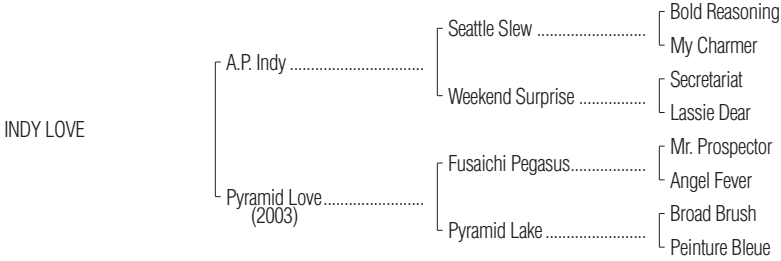 Bold Reasoning
Seattle Slew ..........................
My Charmer
A.P. Indy ................................
Secretariat
Weekend Surprise ................
Lassie Dear
INDY LOVE
Mr. Prospector
Fusaichi Pegasus..................
Angel Fever
Pyramid Love........................
(2003)
Broad Brush
Pyramid Lake ........................
Peinture Bleue